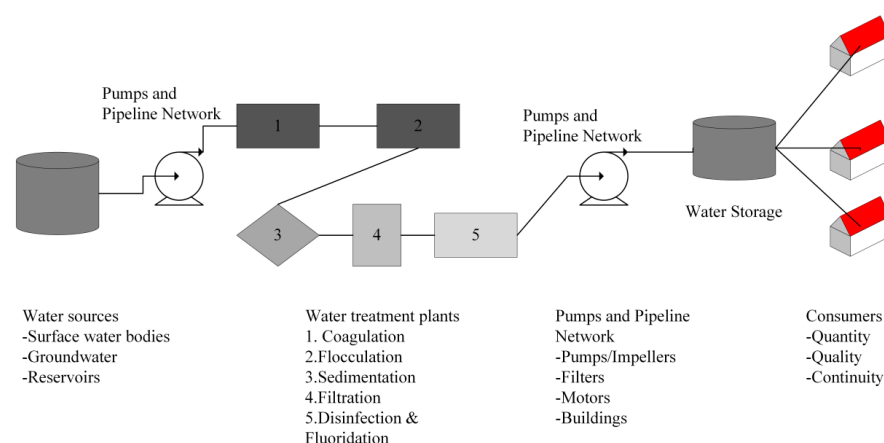 Pumps and
Pipeline Network
1
2
3
4
5
Pumps and
Pipeline Network
Water Storage
Water sources
-Surface water bodies
-Groundwater
-Reservoirs
Water treatment plants
1. Coagulation
2.Flocculation
3.Sedimentation
4.Filtration
5.Disinfection &
Fluoridation
Pumps and Pipeline
Network
-Pumps/Impellers
-Filters
-Motors
-Buildings
Consumers
-Quantity
-Quality
-Continuity